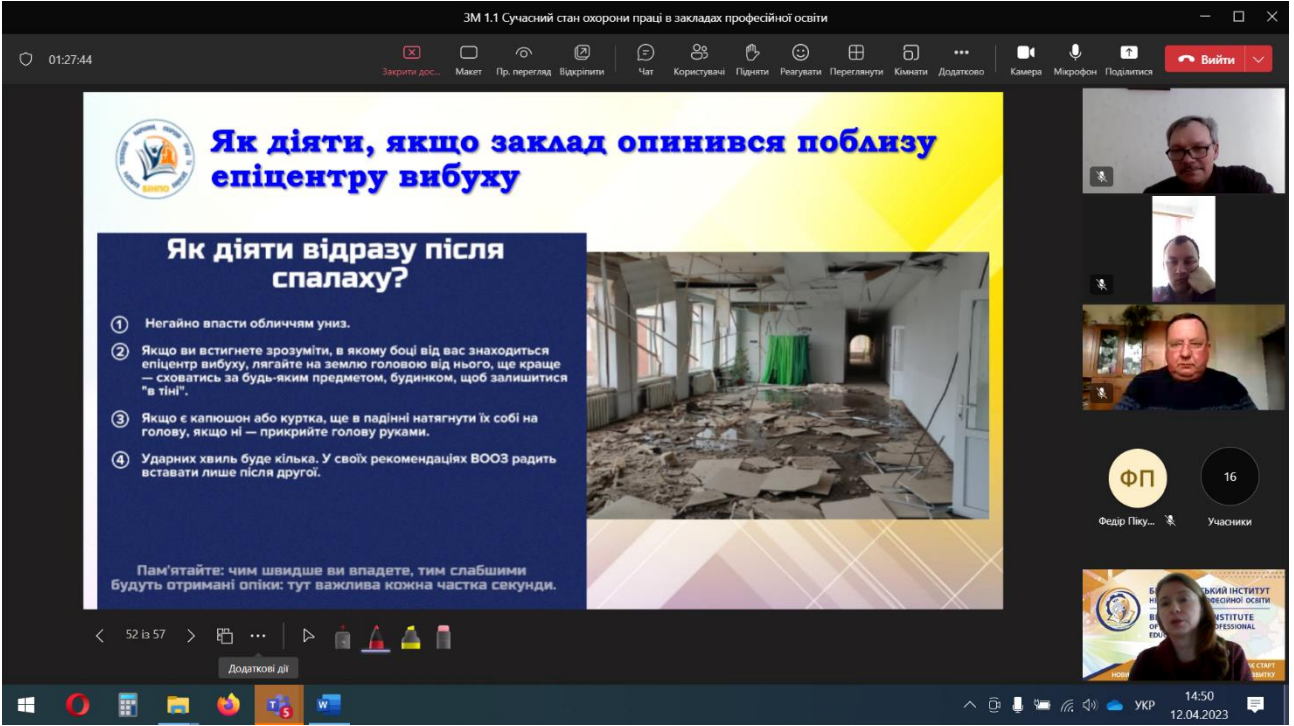 ЗМ 1.1 Сучасний стан охорони праці в закладах професійної освіти
01:27:44
Закрити дос...
Макет
Пр. перегляд
Відкріпити
Чат
Користувачі
Підняти
Реагувати
Переглянути
Кімнати
Додатково
Камера
Мікрофон
Поділитися
Вийти
БІНПО
Як діяти, якщо заклад опинився поблизу
епіцентру вибуху
Як діяти відразу після
спалаху?
1 Негайно впасти обличчям униз.
2 Якщо ви встигнете зрозуміти, в якому боці від вас знаходиться
епіцентр вибуху, лягайте на землю головою від нього, ще краще
— сховатись за будь-яким предметом, будинком, щоб залишитися
"в тіні".
3 Якщо є капюшон або куртка, ще в падінні натягнути їх собі на
голову, якщо ні — прикрийте голову руками.
4 Ударних хвиль буде кілька. У своїх рекомендаціях ВООЗ радить
вставати лише після другої.
Пам'ятайте: чим швидше ви впадете, тим слабшими
будуть отримані опіки: тут важлива кожна частка секунди.
ФП
Федір Піку...
16
Учасники
ІНСТИТУТ
ОСВІТИ
52 із 57
Додаткові дії
5
УКР
14:50
12.04.2023